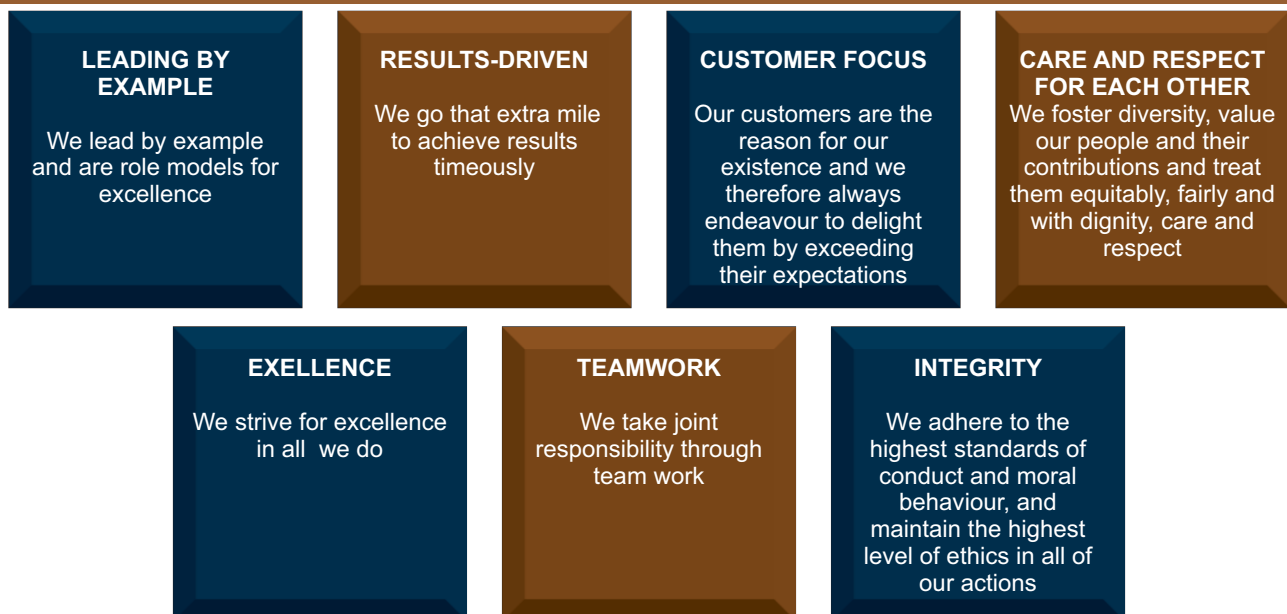 LEADING BY
EXAMPLE
We lead by example
and are role models for
excellence
RESULTS-DRIVEN
We go that extra mile
to achieve results
timeously
CUSTOMER FOCUS
Our customers are the
reason for our
existence and we
therefore always
endeavour to delight
them by exceeding
their expectations
CARE AND RESPECT
FOR EACH OTHER
We foster diversity, value
our people and their
contributions and treat
them equitably, fairly and
with dignity, care and
respect
EXELLENCE
We strive for excellence
in all  we do
TEAMWORK
We take joint
responsibility through
team work
INTEGRITY
We adhere to the
highest standards of
conduct and moral
behaviour, and
maintain the highest
level of ethics in all of
our actions